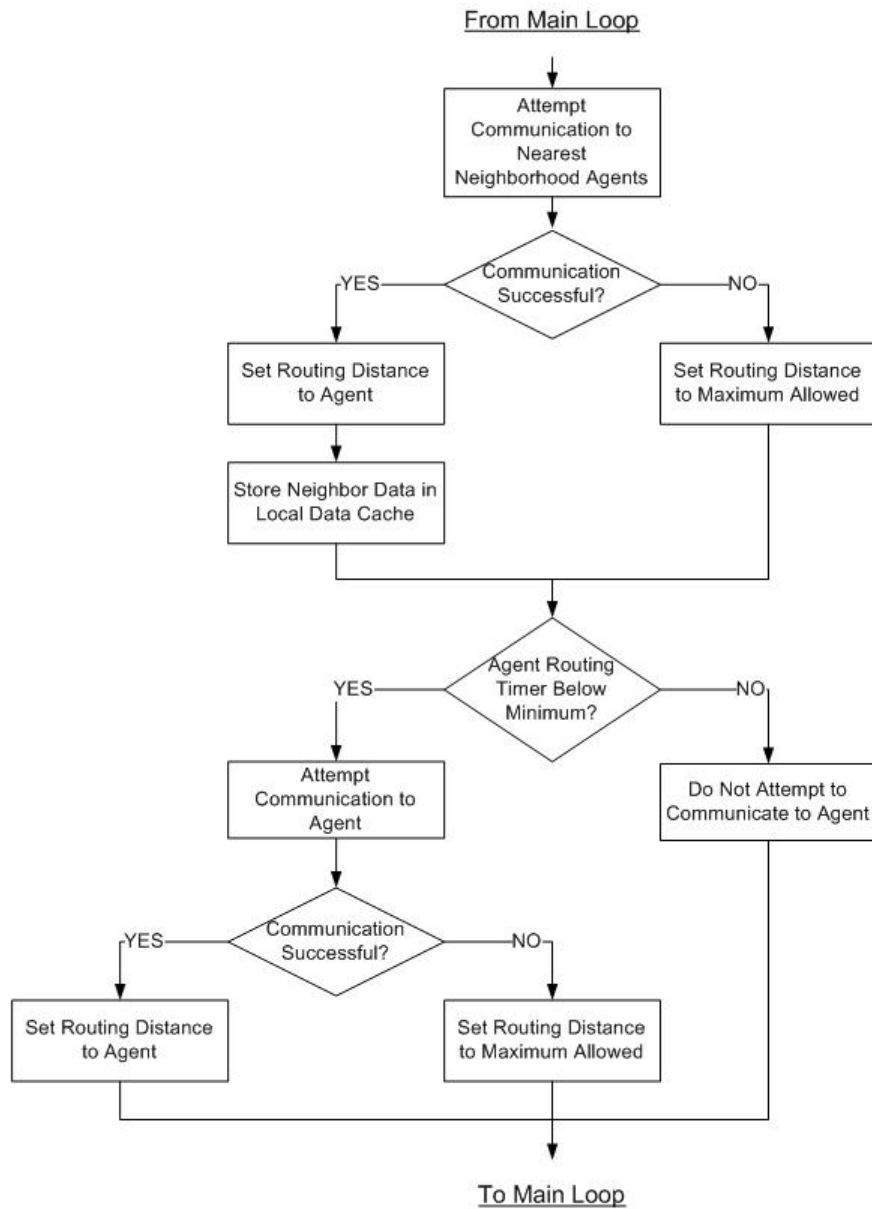 From Main Loop
Attempt
Communication to
Nearest
Neighborhood Agents
Communication
Successful?
YES
NO
Set Routing Distance
to Agent
Set Routing Distance
to Maximum Allowed
Store Neighbor Data in
Local Data Cache
Agent Routing
Timer Below
Minimum?
YES
NO
Attempt
Communication to
Agent
Do Not Attempt to
Communicate to Agent
Communication
Successful?
YES
NO
Set Routing Distance
to Agent
Set Routing Distance
to Maximum Allowed
To Main Loop